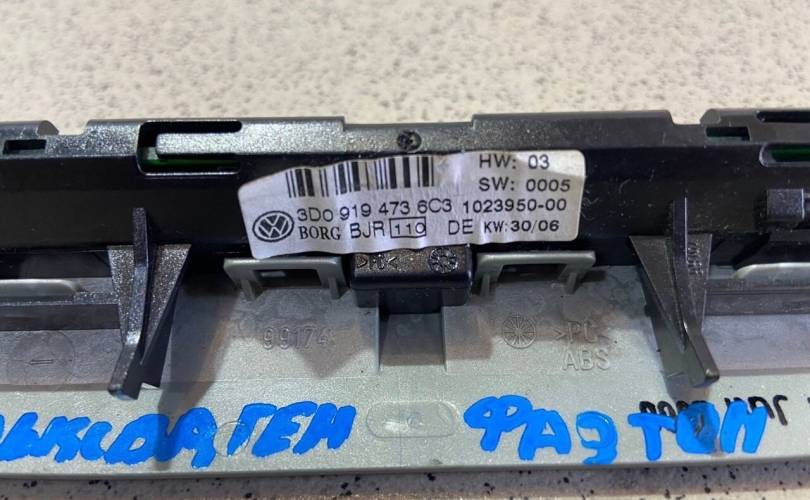 HW: 03
SW: 0005
3D0 919 473 6C3 1023950-00
BORG BJR 110 DE KW:30/06
>PC<
99174
>PC
ABS
ФАЭТОН